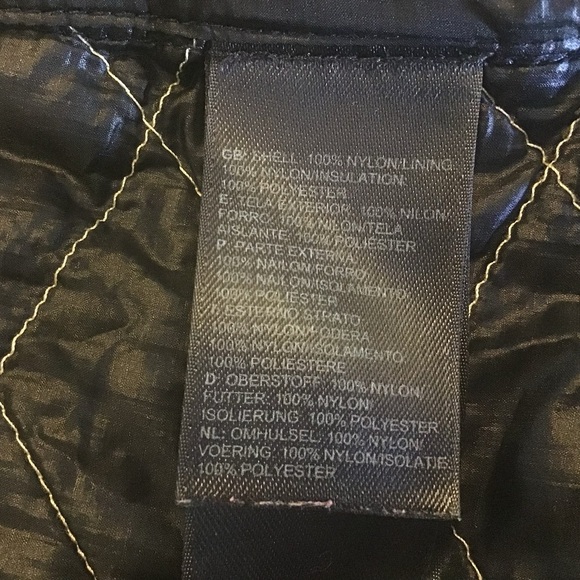 GB: SHELL: 100% NYLON/LINING:
100% NYLON/INSULATION:
100% POLYESTER
E: TELA EXTERIOR: 100% NILON/
FORRO: 100% NILON/TELA
AISLANTE: 100% POLIÉSTER
P: PARTE EXTERIOR:
100% NAILON/FORRO:
100% NAILON/ISOLAMENTO:
100% POLIESTER
I: ESTERNO STRATO:
100% NYLON/FODERA:
100% NYLON/ISOLAMENTO:
100% POLIESTERE
D: OBERSTOFF: 100% NYLON/
FUTTER: 100% NYLON/
ISOLIERUNG: 100% POLYESTER
NL: OMHULSEL: 100% NYLON/
VOERING: 100% NYLON/ISOLATIE:
100% POLYESTER